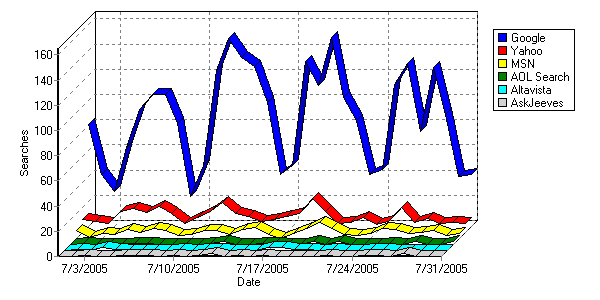 160
140
120
100
80
60
40
20
0
Searches
7/3/2005
7/10/2005
7/17/2005
7/24/2005
7/31/2005
Date
Google
Yahoo
MSN
AOL Search
Altavista
AskJeeves